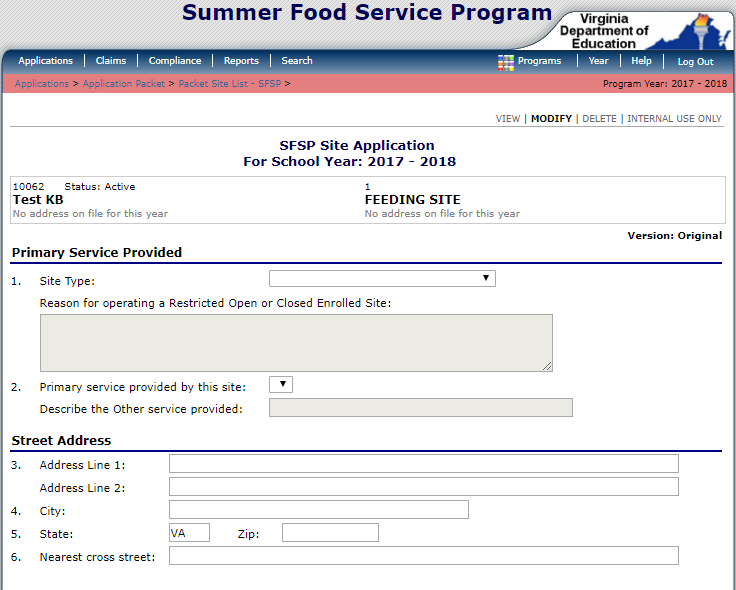 Summer Food Service Program
Virginia
Department of
Education
Applications | Claims | Compliance | Reports | Search Programs | Year | Help | Log Out
Applications > Application Packet > Packet Site List - SFSP > Program Year: 2017 - 2018
VIEW | MODIFY | DELETE | INTERNAL USE ONLY
SFSP Site Application
For School Year: 2017 - 2018
10062 Status: Active 1
Test KB FEEDING SITE
No address on file for this year No address on file for this year
Version: Original
Primary Service Provided
1. Site Type:
Reason for operating a Restricted Open or Closed Enrolled Site:
2. Primary service provided by this site:
Describe the Other service provided:
Street Address
3. Address Line 1:
Address Line 2:
4. City:
5. State: VA Zip:
6. Nearest cross street: